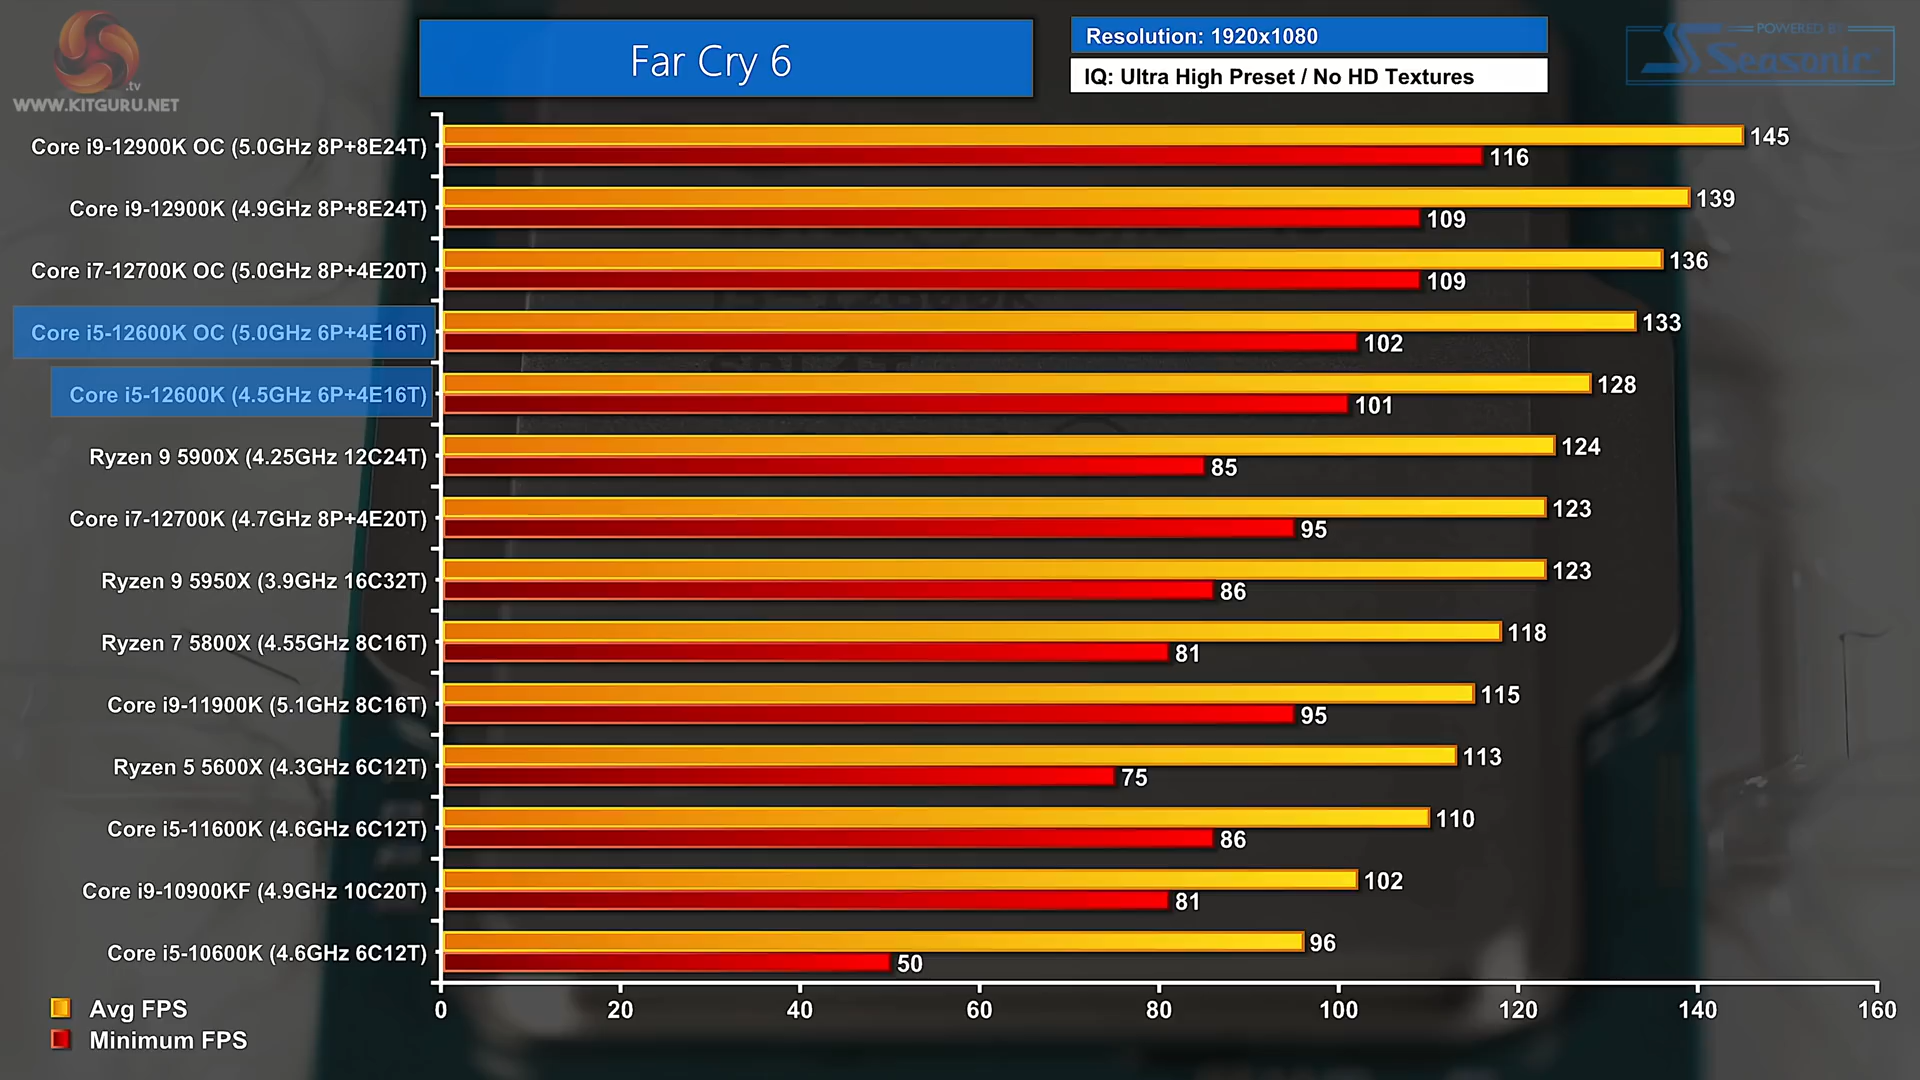 Far Cry 6
Resolution: 1920x1080
IQ: Ultra High Preset / No HD Textures
.tv
WWW.KITGURU.NET
POWERED BY
Seasonic
Core i9-12900K OC (5.0GHz 8P+8E24T)
145
116
Core i9-12900K (4.9GHz 8P+8E24T)
139
109
Core i7-12700K OC (5.0GHz 8P+4E20T)
136
109
Core i5-12600K OC (5.0GHz 6P+4E16T)
133
102
Core i5-12600K (4.5GHz 6P+4E16T)
128
101
Ryzen 9 5900X (4.25GHz 12C24T)
124
85
Core i7-12700K (4.7GHz 8P+4E20T)
123
95
Ryzen 9 5950X (3.9GHz 16C32T)
123
86
Ryzen 7 5800X (4.55GHz 8C16T)
118
81
Core i9-11900K (5.1GHz 8C16T)
115
95
Ryzen 5 5600X (4.3GHz 6C12T)
113
75
Core i5-11600K (4.6GHz 6C12T)
110
86
Core i9-10900KF (4.9GHz 10C20T)
102
81
Core i5-10600K (4.6GHz 6C12T)
96
50
0 20 40 60 80 100 120 140 160
Avg FPS
Minimum FPS